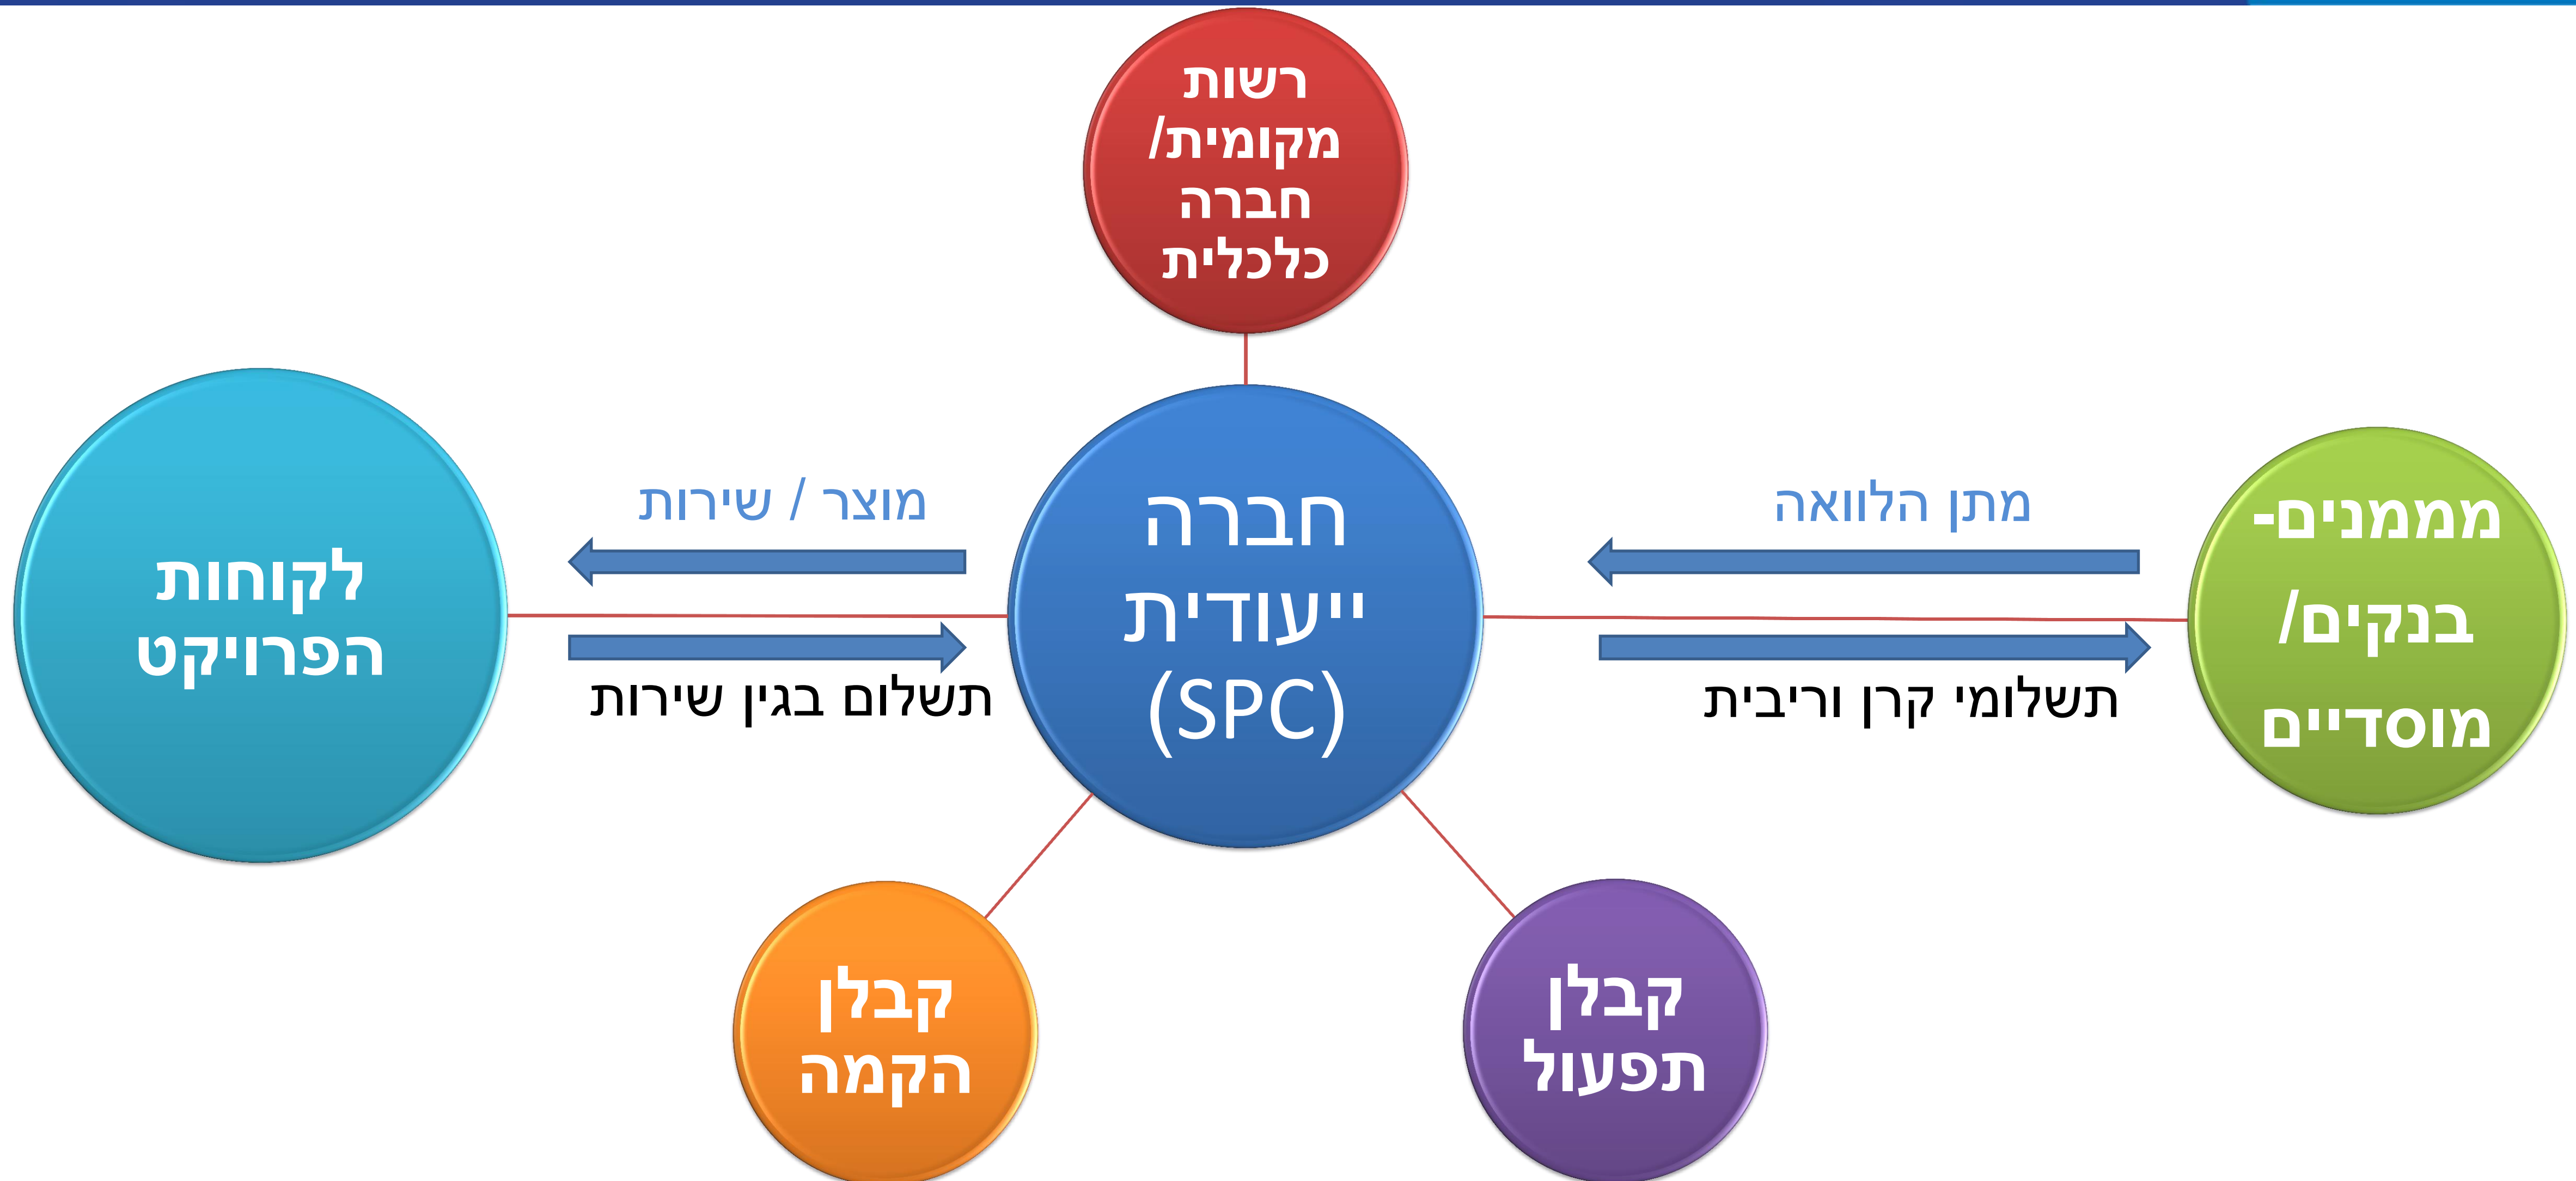 רשות
מקומית/
חברה
כלכלית
מממנים-
בנקים/
מוסדיים
מתן הלוואה
תשלומי קרן וריבית
חברה
ייעודית
(SPC)
מוצר / שירות
תשלום בגין שירות
לקוחות
הפרויקט
קבלן
תפעול
קבלן
הקמה